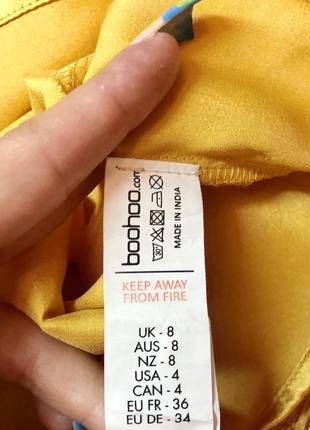 boohoo.com
30°
MADE IN INDIA
KEEP AWAY
FROM FIRE
UK - 8
AUS - 8
NZ - 8
USA - 4
CAN - 4
EU FR - 36
EU DE - 34